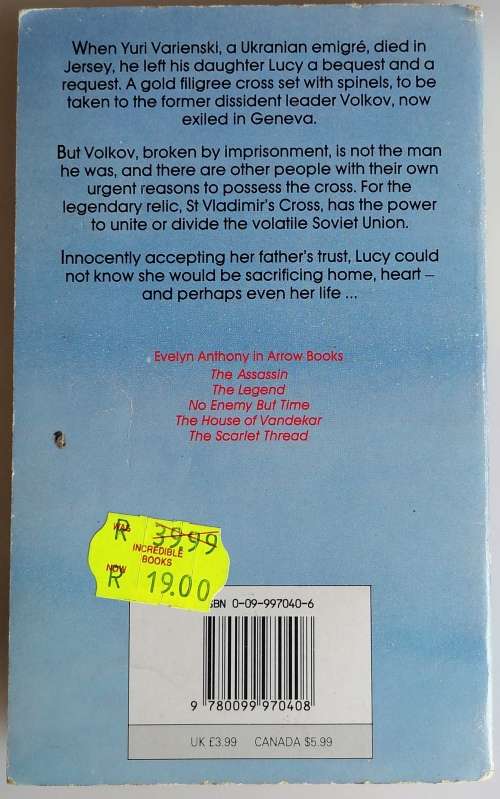 When Yuri Varienski, a Ukranian emigré, died in
Jersey, he left his daughter Lucy a bequest and a
request. A gold filigree cross set with spinels, to be
taken to the former dissident leader Volkov, now
exiled in Geneva.
But Volkov, broken by imprisonment, is not the man
he was, and there are other people with their own
urgent reasons to possess the cross. For the
legendary relic, St Vladimir's Cross, has the power
to unite or divide the volatile Soviet Union.
Innocently accepting her father's trust, Lucy could
not know she would be sacrificing home, heart –
and perhaps even her life ...
Evelyn Anthony in Arrow Books
The Assassin
The Legend
No Enemy But Time
The House of Vandekar
The Scarlet Thread
WAS R 39.99
INCREDIBLE
BOOKS
NOW R 19.00
SBN 0-09-997040-6
9 780099 970408
UK £3.99 CANADA $5.99